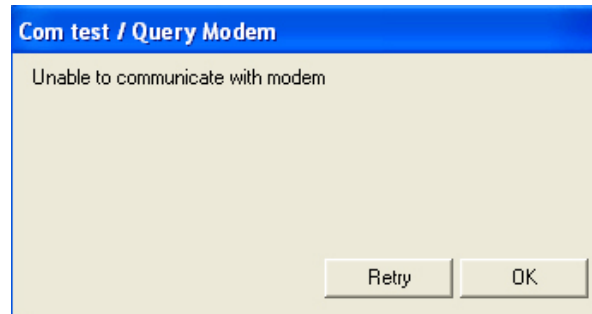 Com test / Query Modem
Unable to communicate with modem
Retry
OK